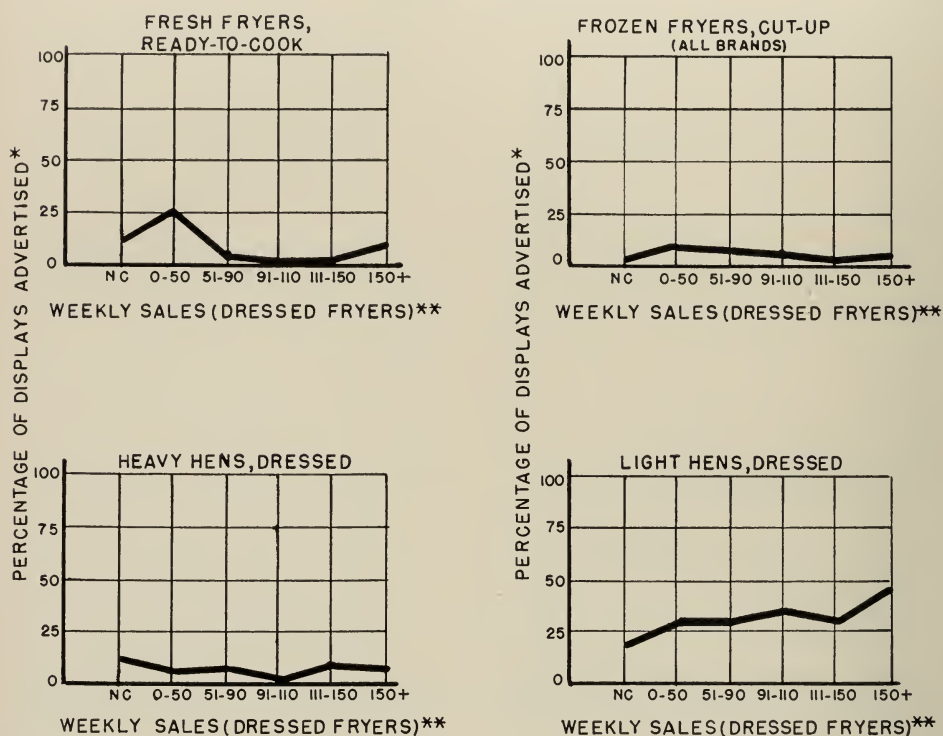 FRESH FRYERS,
READY-TO-COOK
100
75
50
25
0
NC 0-50 51-90 91-110 111-150 150+
WEEKLY SALES (DRESSED FRYERS)**
PERCENTAGE OF DISPLAYS ADVERTISED*
FROZEN FRYERS, CUT-UP
(ALL BRANDS)
100
75
50
25
0
NC 0-50 51-90 91-110 111-150 150+
WEEKLY SALES (DRESSED FRYERS)**
PERCENTAGE OF DISPLAYS ADVERTISED*
HEAVY HENS, DRESSED
100
75
50
25
0
NC 0-50 51-90 91-110 111-150 150+
WEEKLY SALES (DRESSED FRYERS)**
LIGHT HENS, DRESSED
100
75
50
25
0
NC 0-50 51-90 91-110 111-150 150+
WEEKLY SALES (DRESSED FRYERS)**